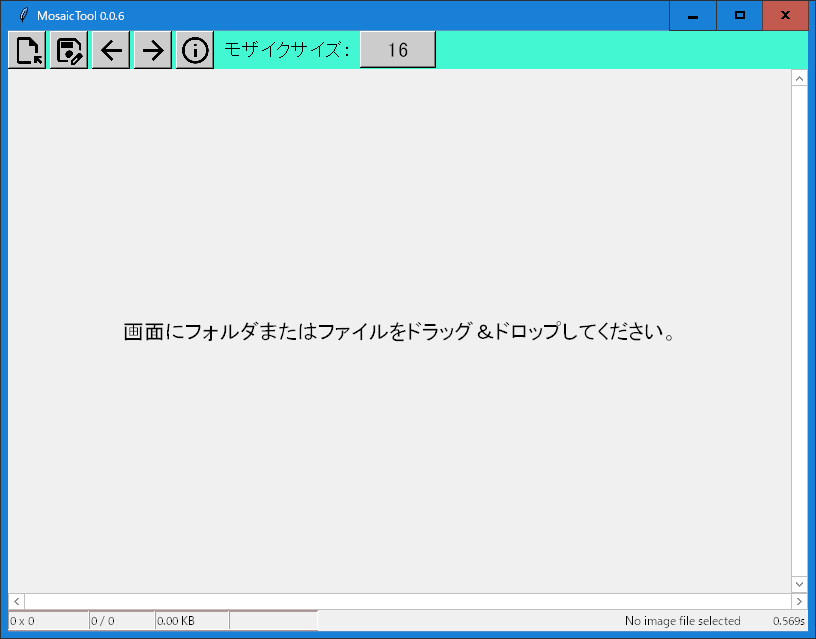 MosaicTool 0.0.6
モザイクサイズ: 16
画面にフォルダまたはファイルをドラッグ&ドロップしてください。
0 x 0 0 / 0 0.00 KB No image file selected 0.569s